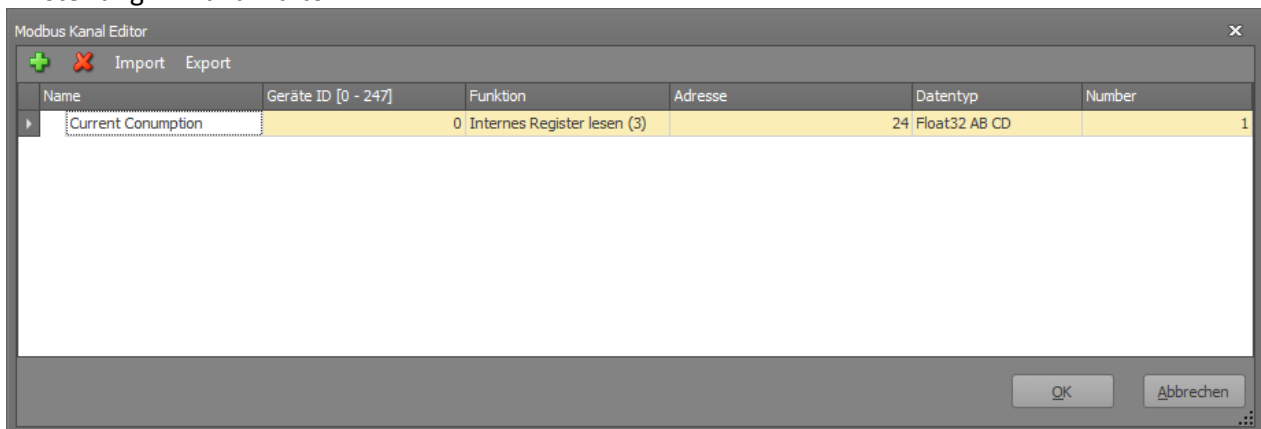 Modbus Kanal Editor
Import Export
Name Geräte ID [0 - 247] Funktion Adresse Datentyp Number
Current Conumption 0 Internes Register lesen (3) 24 Float32 AB CD 1
OK Abbrechen